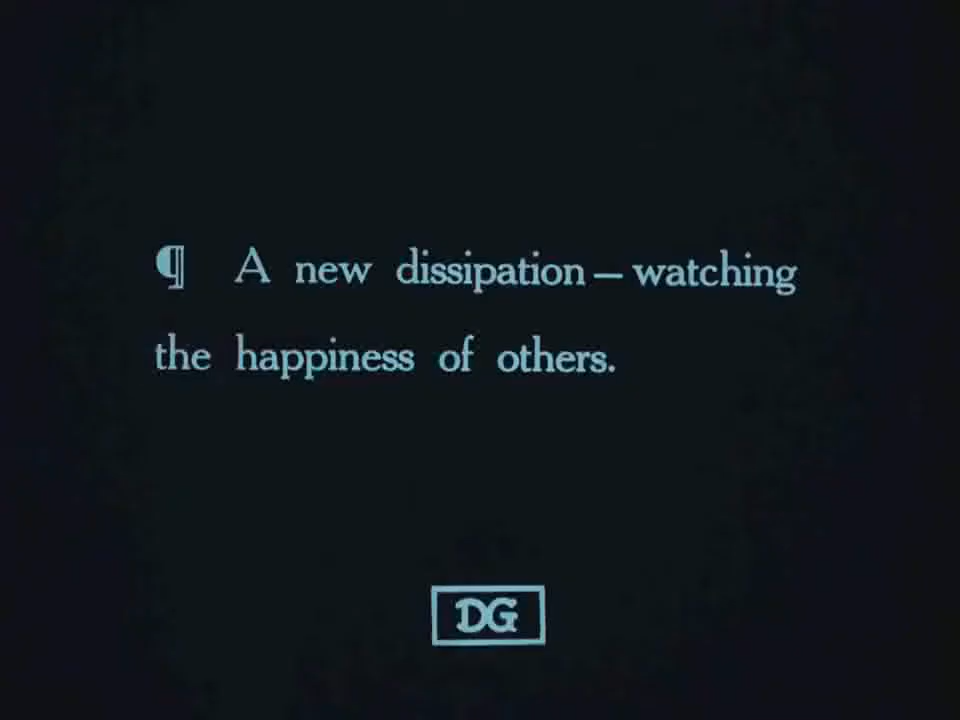 ¶ A new dissipation — watching
the happiness of others.
DG